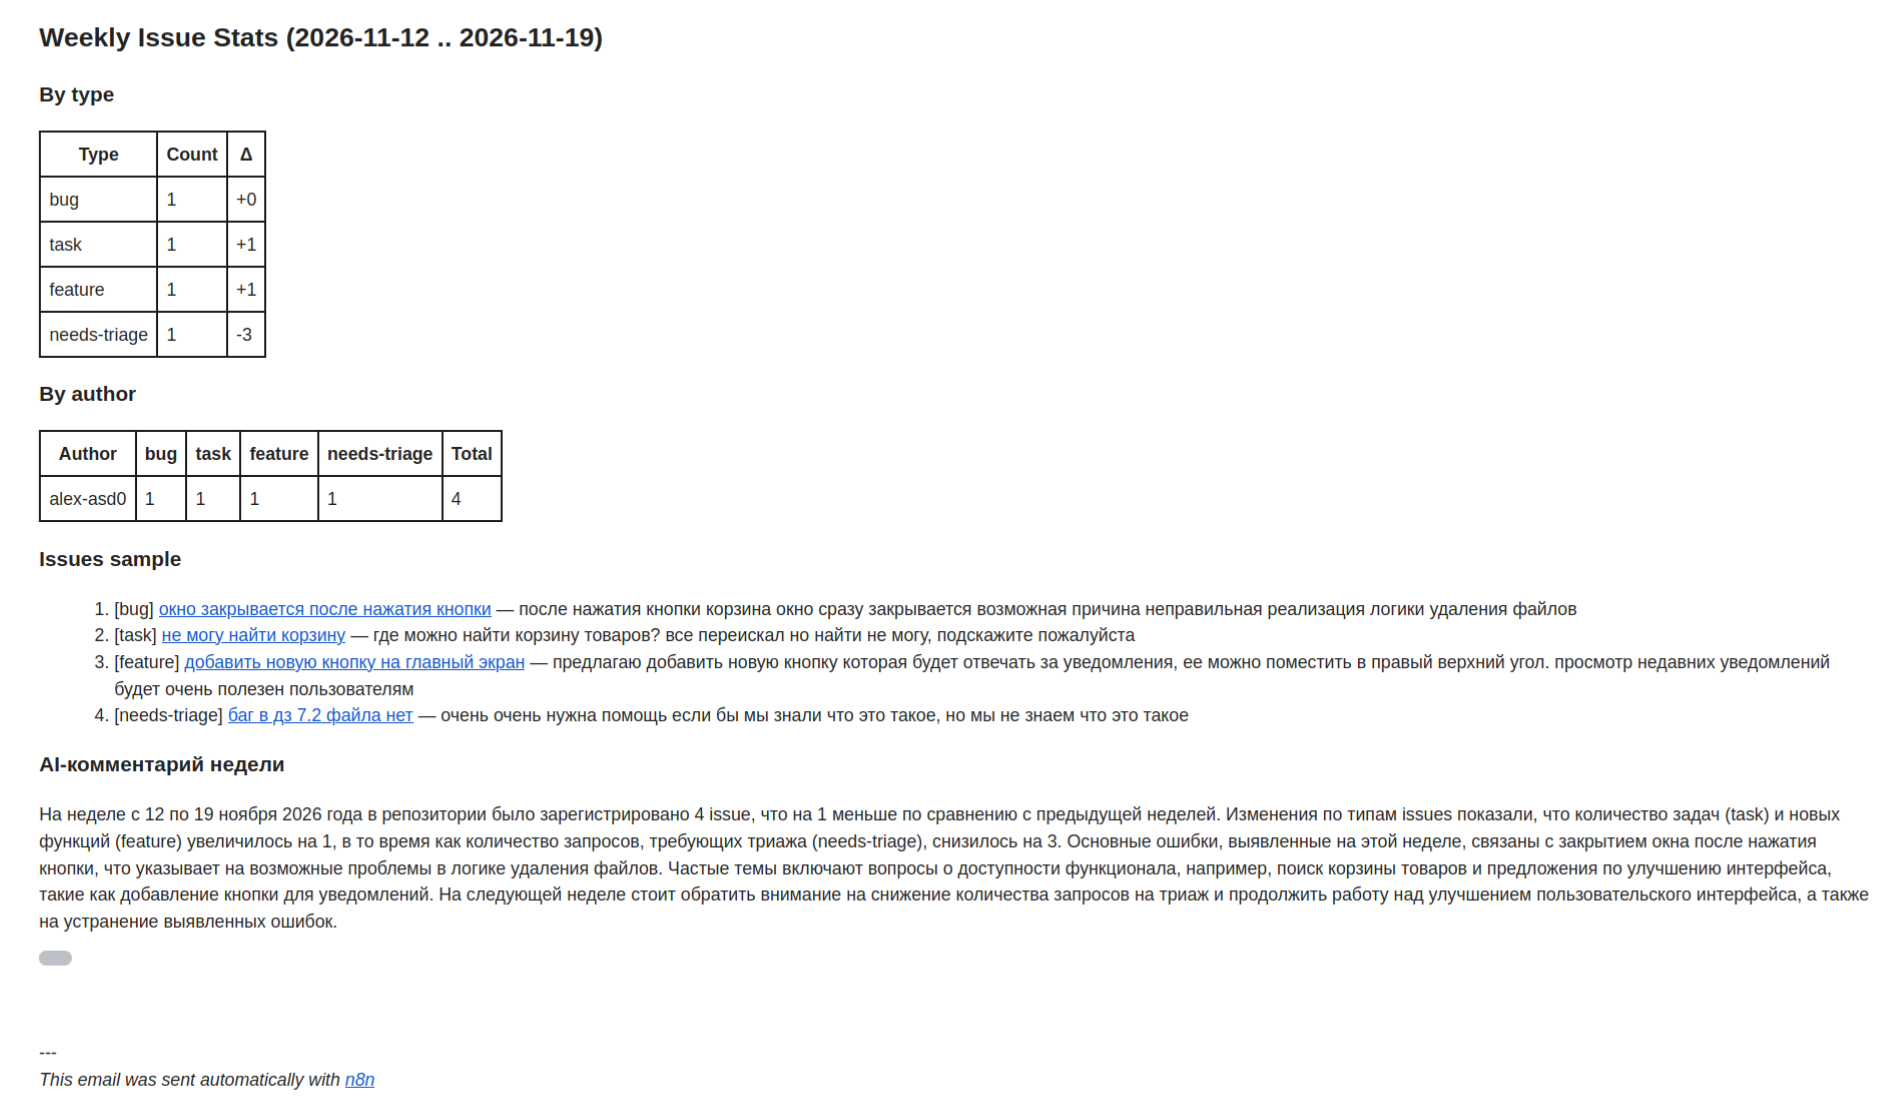 Weekly Issue Stats (2026-11-12 .. 2026-11-19)
By type
Type Count Δ
bug 1 +0
task 1 +1
feature 1 +1
needs-triage 1 -3
By author
Author bug task feature needs-triage Total
alex-asd0 1 1 1 1 4
Issues sample
1. [bug] окно закрывается после нажатия кнопки — после нажатия кнопки корзина окно сразу закрывается возможная причина неправильная реализация логики удаления файлов
2. [task] не могу найти корзину — где можно найти корзину товаров? все переискал но найти не могу, подскажите пожалуйста
3. [feature] добавить новую кнопку на главный экран — предлагаю добавить новую кнопку которая будет отвечать за уведомления, ее можно поместить в правый верхний угол. просмотр недавних уведомлений
будет очень полезен пользователям
4. [needs-triage] баг в дз 7.2 файла нет — очень очень нужна помощь если бы мы знали что это такое, но мы не знаем что это такое
AI-комментарий недели
На неделе с 12 по 19 ноября 2026 года в репозитории было зарегистрировано 4 issue, что на 1 меньше по сравнению с предыдущей неделей. Изменения по типам issues показали, что количество задач (task) и новых
функций (feature) увеличилось на 1, в то время как количество запросов, требующих триажа (needs-triage), снизилось на 3. Основные ошибки, выявленные на этой неделе, связаны с закрытием окна после нажатия
кнопки, что указывает на возможные проблемы в логике удаления файлов. Частые темы включают вопросы о доступности функционала, например, поиск корзины товаров и предложения по улучшению интерфейса,
такие как добавление кнопки для уведомлений. На следующей неделе стоит обратить внимание на снижение количества запросов на триаж и продолжить работу над улучшением пользовательского интерфейса, а также
на устранение выявленных ошибок.
---
This email was sent automatically with n8n